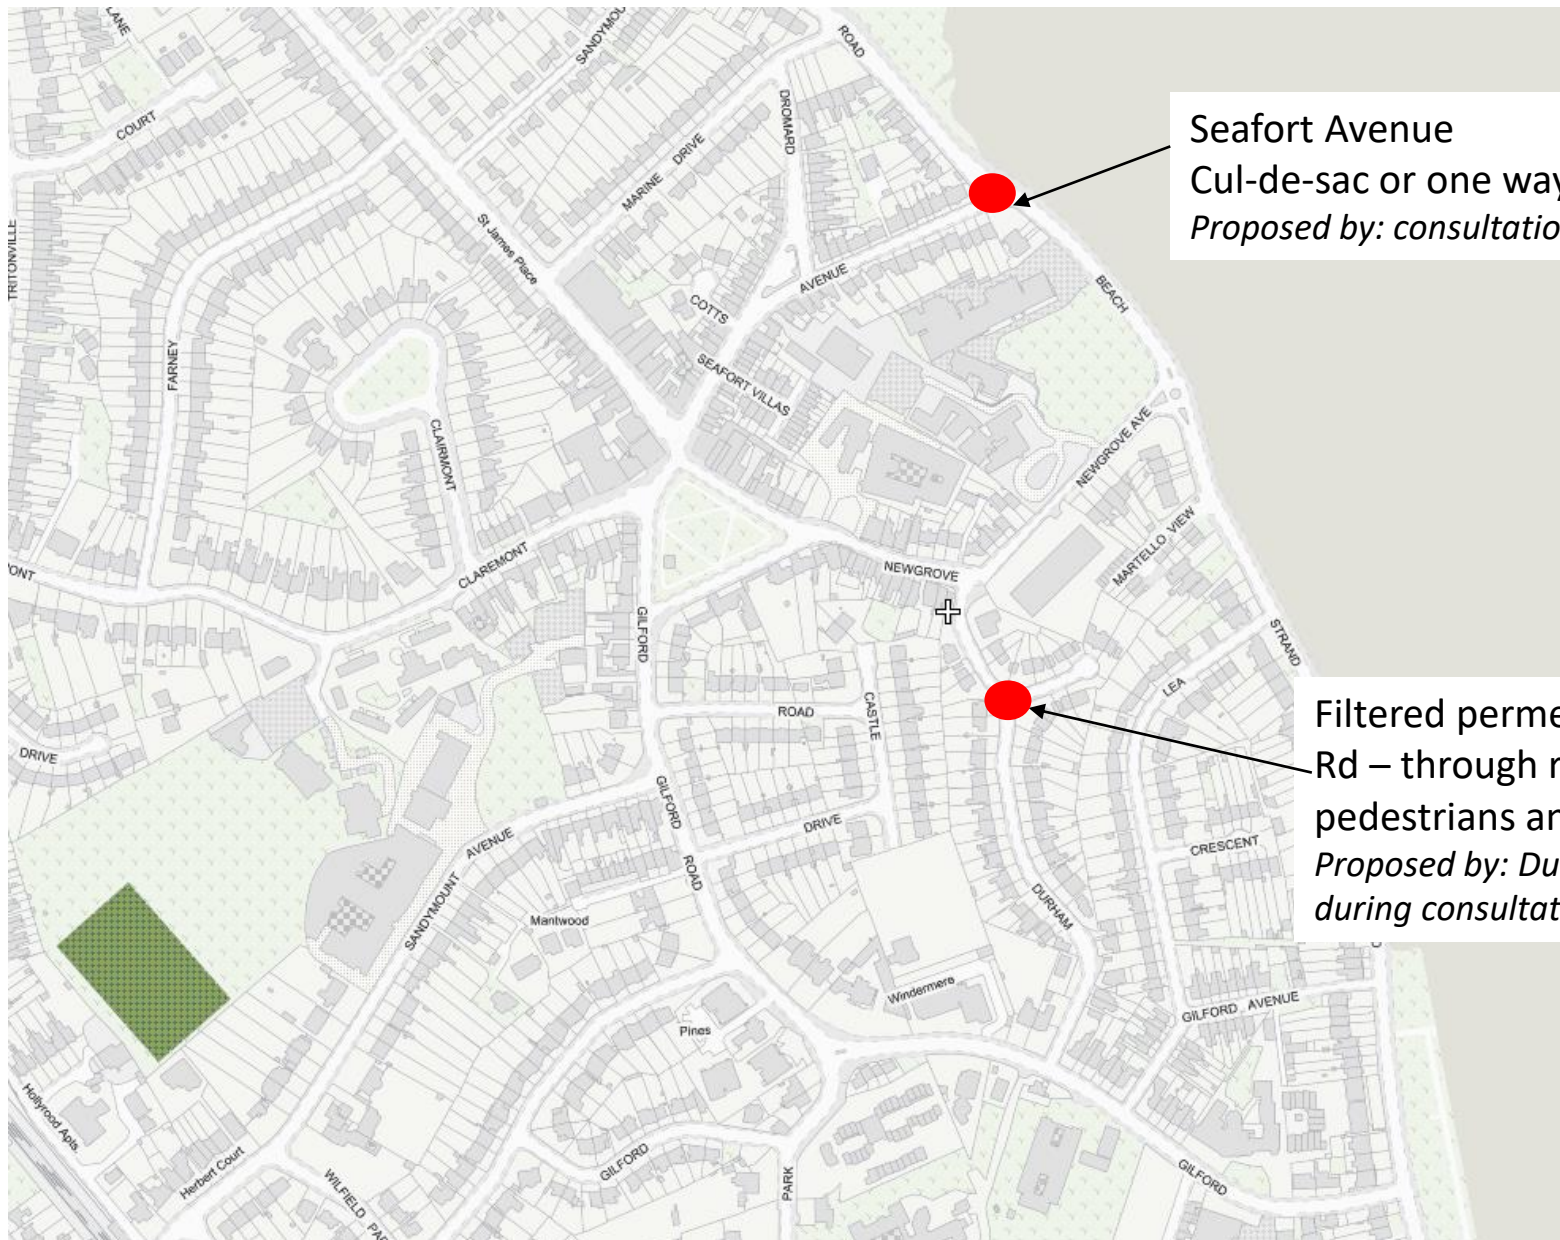 LANE
SANDYMOU
ROAD
COURT
DROMARD
MARINE DRIVE
Seafort Avenue
Cul-de-sac or one way
Proposed by: consultatio
TRITONVILLE
St James Place
AVENUE
BEACH
COTTS
FARNEY
SEAFORT VILLAS
CLAIRMONT
NEWGROVE AVE
MARTELLO VIEW
CLAREMONT
ONT
NEWGROVE
GILFORD
STRAND
LEA
CASTLE
ROAD
DRIVE
Filtered perme
Rd – through r
pedestrians an
Proposed by: Du
during consultat
GILFORD
ROAD
DRIVE
CRESCENT
SANDYMOUNT AVENUE
DURHAM
Mantwood
Windermere
GILFORD AVENUE
Pines
Hollyrood Apts.
Herbert Court
WILFIELD PA
GILFORD
PARK
GILFORD